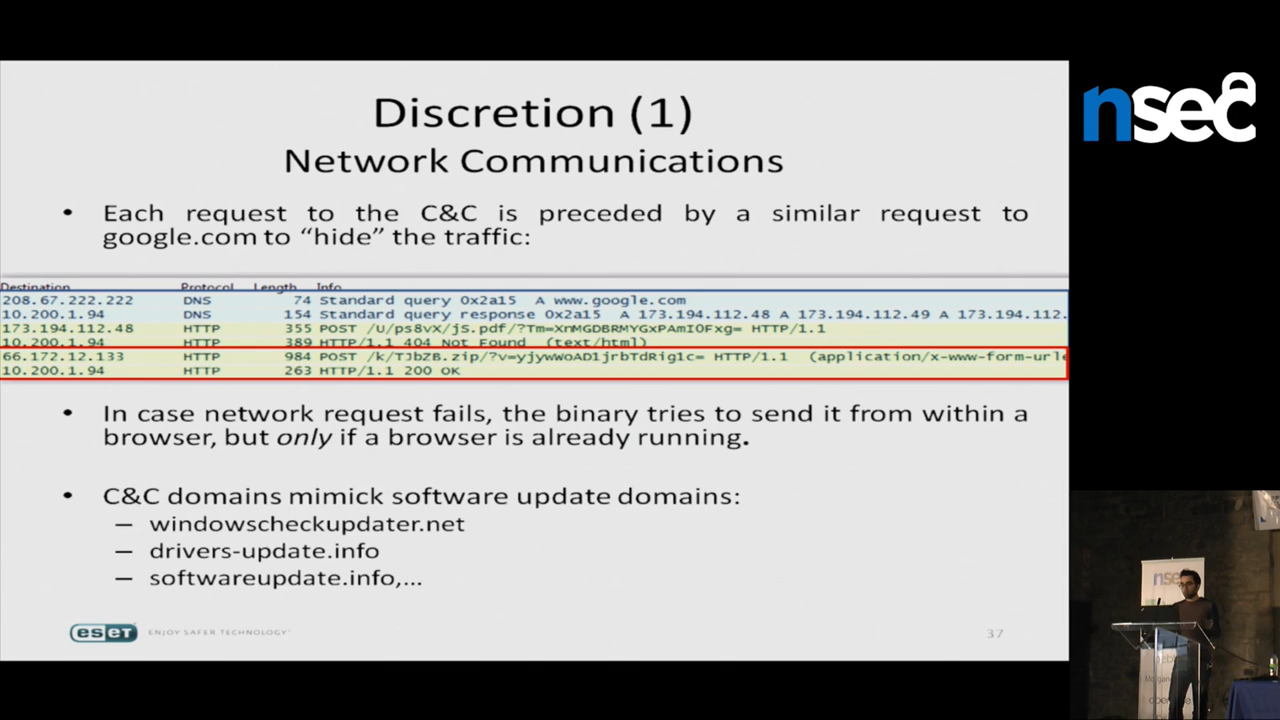 Discretion (1)
Network Communications
• Each request to the C&C is preceded by a similar request to
google.com to “hide” the traffic:
Destination Protocol Length Info
208.67.222.222 DNS 74 Standard query 0x2a15 A www.google.com
10.200.1.94 DNS 154 Standard query response 0x2a15 A 173.194.112.48 A 173.194.112.49 A 173.194.112.
173.194.112.48 HTTP 355 POST /U/ps8vX/jS.pdf/?Tm=XnMGDBRMYGxPAmIOFxg= HTTP/1.1
10.200.1.94 HTTP 389 HTTP/1.1 404 Not Found (text/html)
66.172.12.133 HTTP 984 POST /k/TJbZB.zip/?v=yjywWoAD1jrbTdRig1c= HTTP/1.1 (application/x-www-form-urle
10.200.1.94 HTTP 263 HTTP/1.1 200 OK
• In case network request fails, the binary tries to send it from within a
browser, but only if a browser is already running.
• C&C domains mimick software update domains:
– windowscheckupdater.net
– drivers-update.info
– softwareupdate.info,...
eset ENJOY SAFER TECHNOLOGY™
37
nsec
nsec